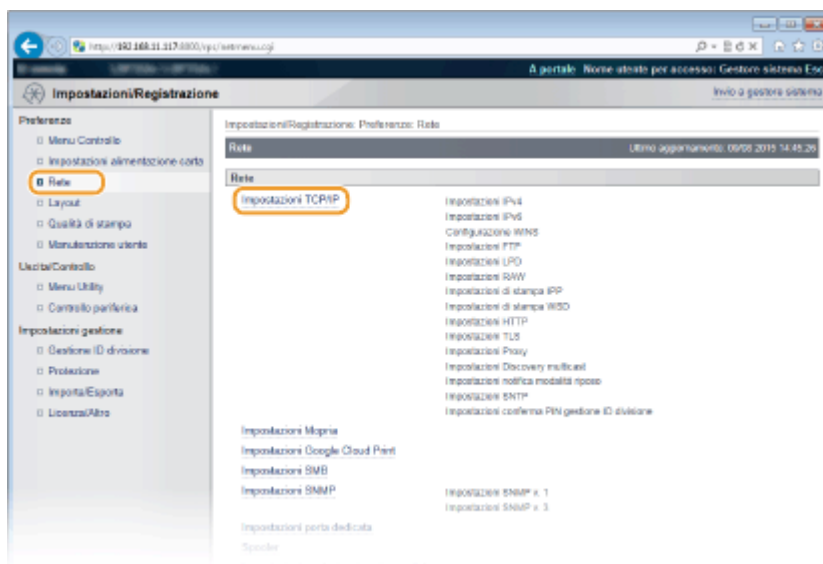 http://192.168.11.117:8000/rps/netmenu.cgi
A portale Nome utente per accesso: Gestore sistema Esc
Impostazioni/Registrazione
Invio a gestore sistema
Preferenze
Menu Controllo
Impostazioni alimentazione carta
Rete
Layout
Qualità di stampa
Manutenzione utente
Uscita/Controllo
Menu Utility
Controllo periferica
Impostazioni gestione
Gestione ID divisione
Protezione
Importa/Esporta
Licenza/Altro
Impostazioni/Registrazione: Preferenze: Rete
Rete
Ultimo aggiornamento: 09/08 2015 14:45:26
Rete
Impostazioni TCP/IP
Impostazioni IPv4
Impostazioni IPv6
Configurazione WINS
Impostazioni FTP
Impostazioni LPD
Impostazioni RAW
Impostazioni di stampa IPP
Impostazioni di stampa WSD
Impostazioni HTTP
Impostazioni TLS
Impostazioni Proxy
Impostazioni Discovery multicast
Impostazioni notifica modalità riposo
Impostazioni SNTP
Impostazioni conferma PIN gestione ID divisione
Impostazioni Mopria
Impostazioni Google Cloud Print
Impostazioni SMB
Impostazioni SNMP
Impostazioni SNMP v. 1
Impostazioni SNMP v. 3
Impostazioni porta dedicata
Spooler